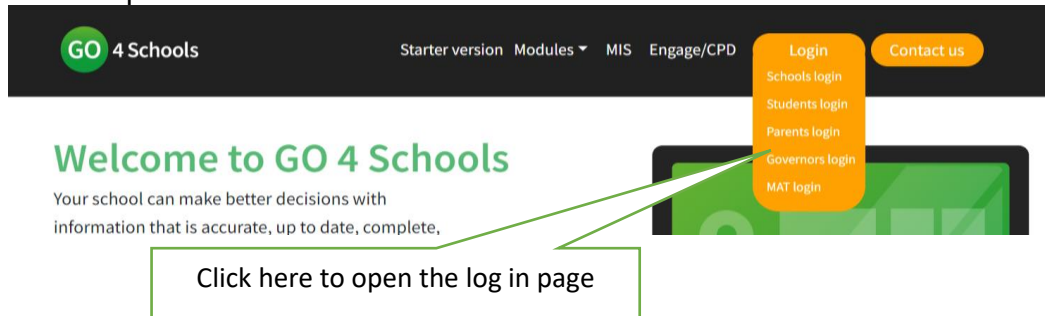 GO 4 Schools
Starter version Modules MIS Engage/CPD Login Contact us
Schools login
Students login
Parents login
Governors login
MAT login
Welcome to GO 4 Schools
Your school can make better decisions with
information that is accurate, up to date, complete,
Click here to open the log in page